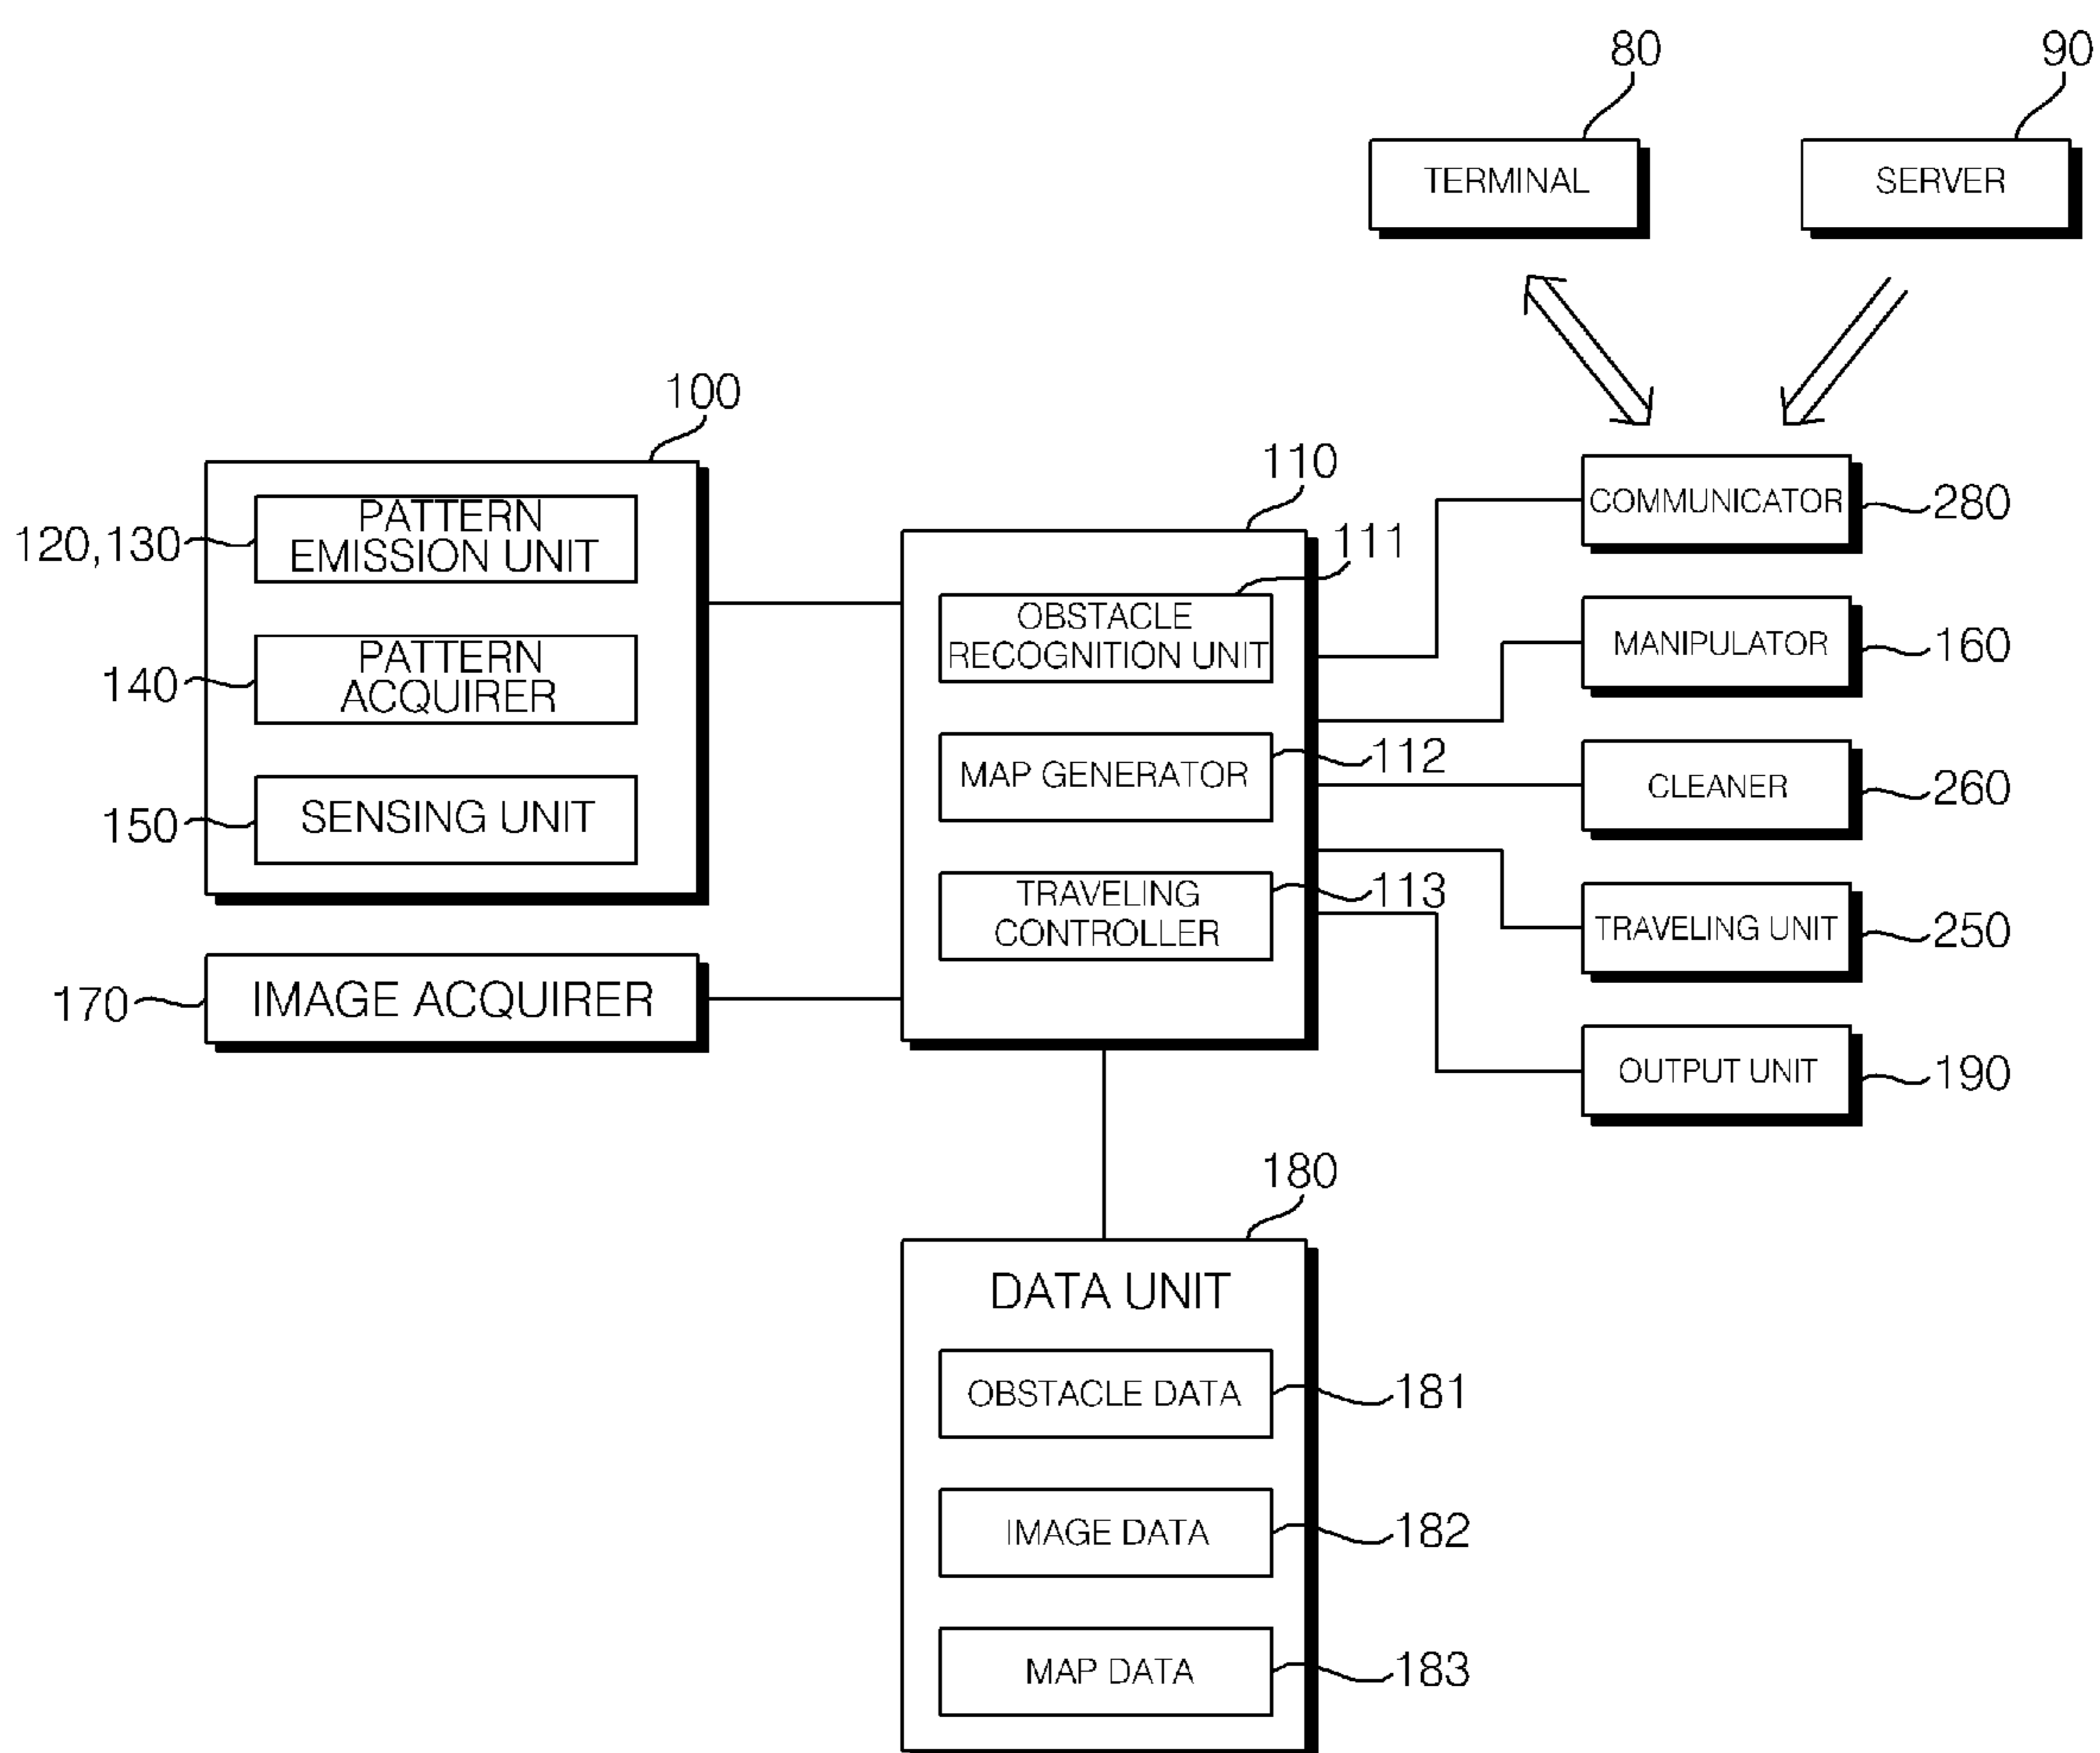 80
90
TERMINAL
SERVER
100
110
111
PATTERN
EMISSION UNIT
120,130
PATTERN
ACQUIRER
140
SENSING UNIT
150
IMAGE ACQUIRER
170
OBSTACLE
RECOGNITION UNIT
MAP GENERATOR
112
TRAVELING
CONTROLLER
113
COMMUNICATOR
280
MANIPULATOR
160
CLEANER
260
TRAVELING UNIT
250
OUTPUT UNIT
190
180
DATA UNIT
OBSTACLE DATA
181
IMAGE DATA
182
MAP DATA
183